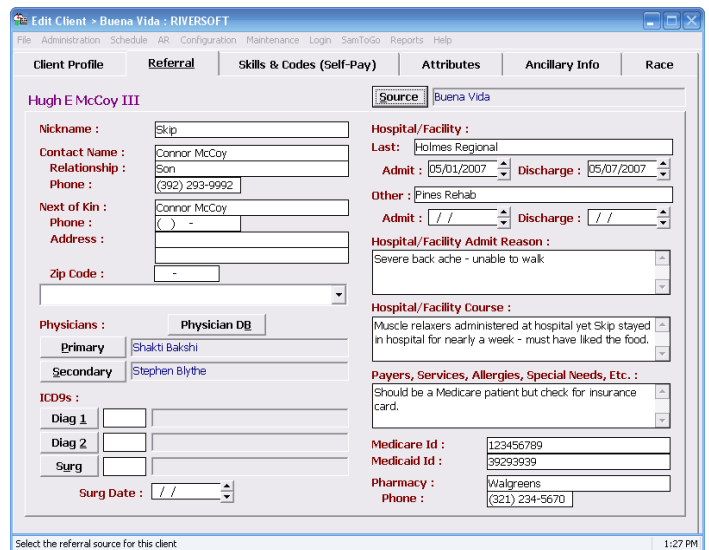 Edit Client > Buena Vida : RIVERSOFT
File Administration Schedule AR Configuration Maintenance Login SamToGo Reports Help
Client Profile Referral Skills & Codes (Self-Pay) Attributes Ancillary Info Race
Hugh E McCoy III
Source Buena Vida
Nickname : Skip
Contact Name : Connor McCoy
Relationship : Son
Phone : (392) 293-9992
Next of Kin : Connor McCoy
Phone : ( ) -
Address :
Zip Code : -
Physicians : Physician DB
Primary Shakti Bakshi
Secondary Stephen Blythe
ICD9s :
Diag 1
Diag 2
Surg
Surg Date : / /
Hospital/Facility :
Last: Holmes Regional
Admit : 05/01/2007 Discharge : 05/07/2007
Other : Pines Rehab
Admit : / / Discharge : / /
Hospital/Facility Admit Reason :
Severe back ache - unable to walk
Hospital/Facility Course :
Muscle relaxers administered at hospital yet Skip stayed
in hospital for nearly a week - must have liked the food.
Payers, Services, Allergies, Special Needs, Etc. :
Should be a Medicare patient but check for insurance
card.
Medicare Id : 123456789
Medicaid Id : 39293939
Pharmacy : Walgreens
Phone : (321) 234-5670
Select the referral source for this client
1:27 PM